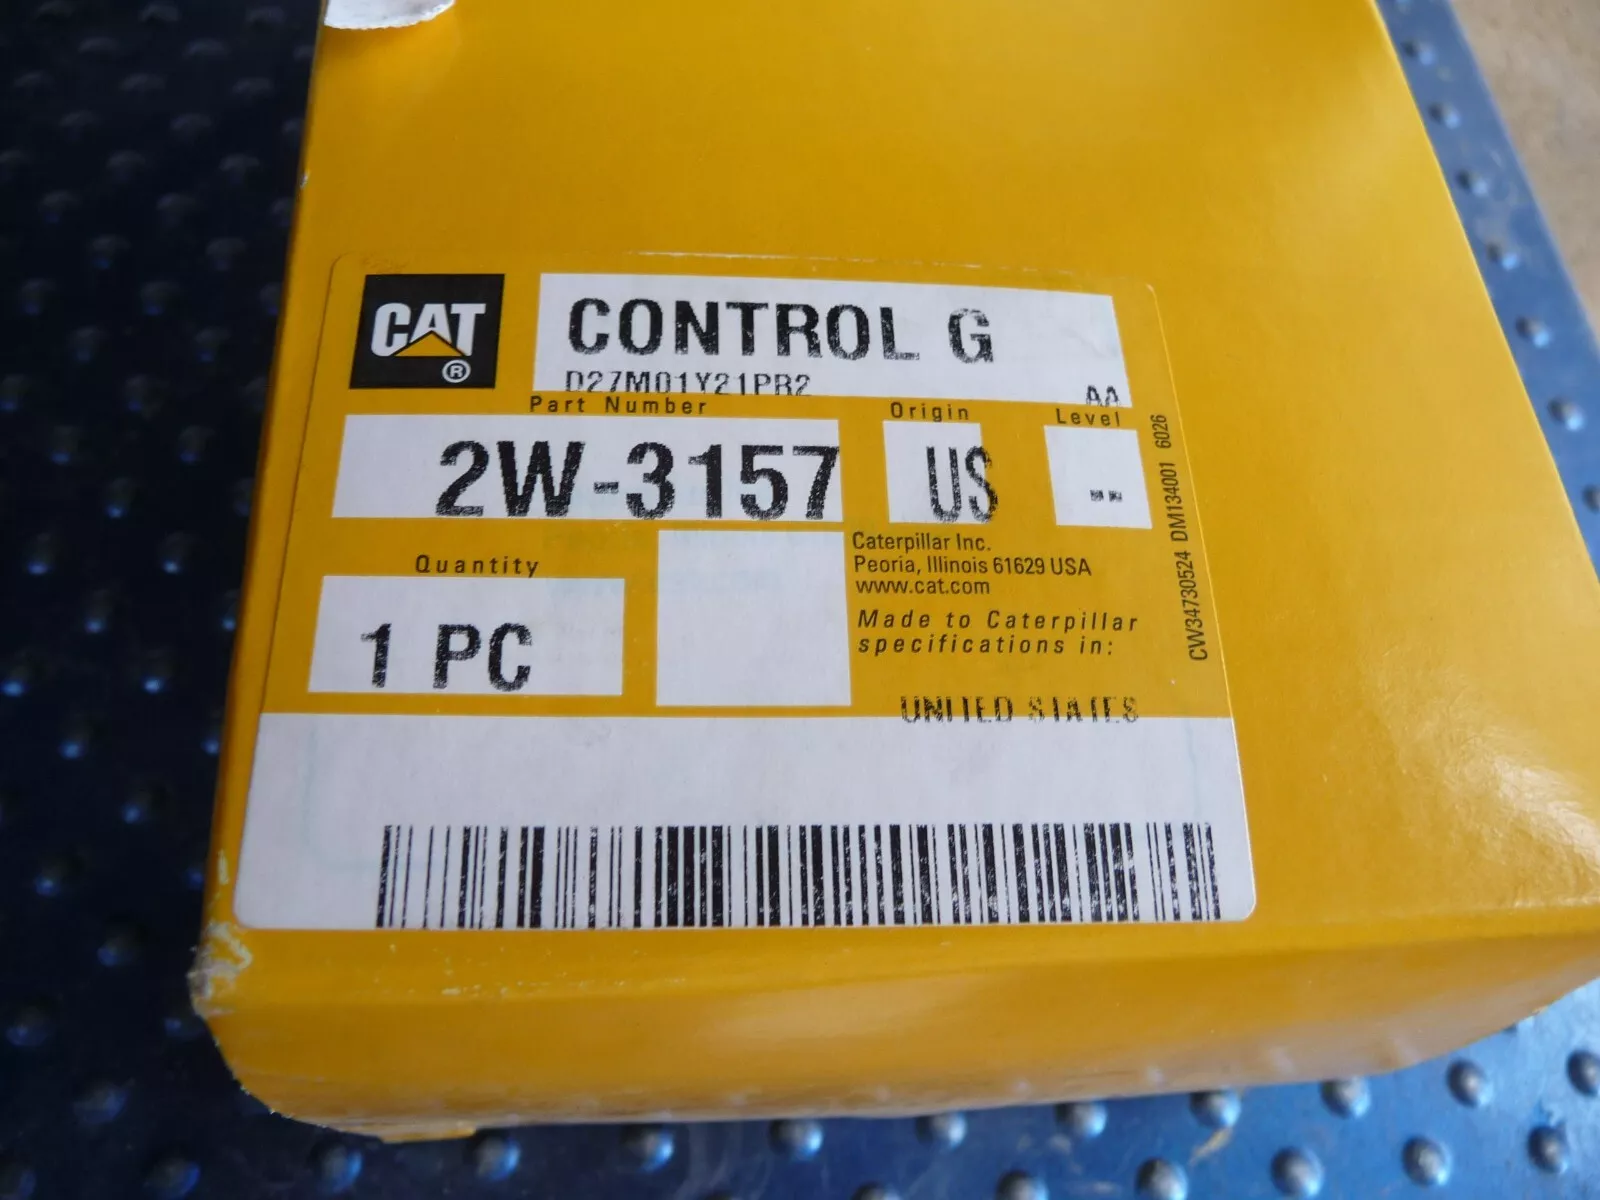 CAT®
CONTROL G
D27M01Y21PR2 AA
Part Number Origin Level
2W-3157 US --
Quantity
1 PC
Caterpillar Inc.
Peoria, Illinois 61629 USA
www.cat.com
Made to Caterpillar
specifications in:
UNITED STATES
CW34730524 DM134001 6026